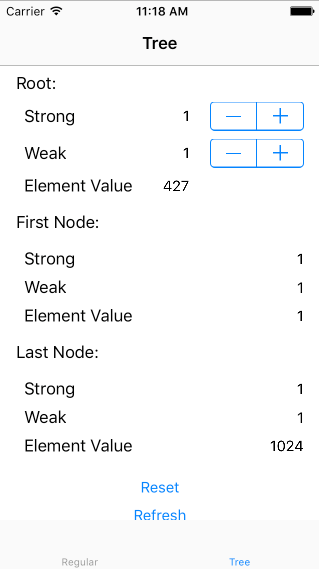 Carrier 11:18 AM
Tree
Root:
Strong 1
Weak 1
Element Value 427
First Node:
Strong 1
Weak 1
Element Value 1
Last Node:
Strong 1
Weak 1
Element Value 1024
Reset
Refresh
Regular Tree